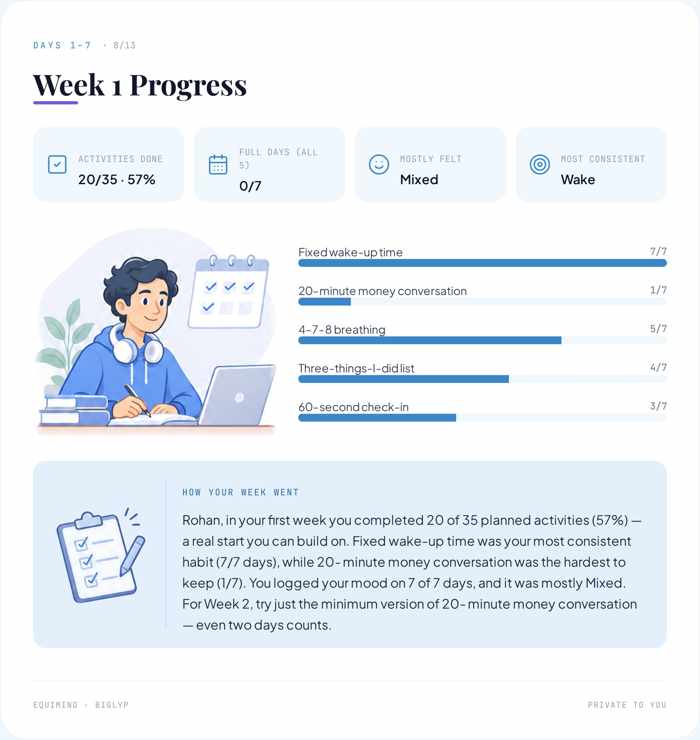 DAYS 1–7 · 8/13
Week 1 Progress
ACTIVITIES DONE
20/35 · 57%
FULL DAYS (ALL
5)
0/7
MOSTLY FELT
Mixed
MOST CONSISTENT
Wake
Fixed wake-up time 7/7
20-minute money conversation 1/7
4-7-8 breathing 5/7
Three-things-I-did list 4/7
60-second check-in 3/7
HOW YOUR WEEK WENT
Rohan, in your first week you completed 20 of 35 planned activities (57%) —
a real start you can build on. Fixed wake-up time was your most consistent
habit (7/7 days), while 20-minute money conversation was the hardest to
keep (1/7). You logged your mood on 7 of 7 days, and it was mostly Mixed.
For Week 2, try just the minimum version of 20-minute money conversation
— even two days counts.
EQUIMIND · BIGLYP PRIVATE TO YOU